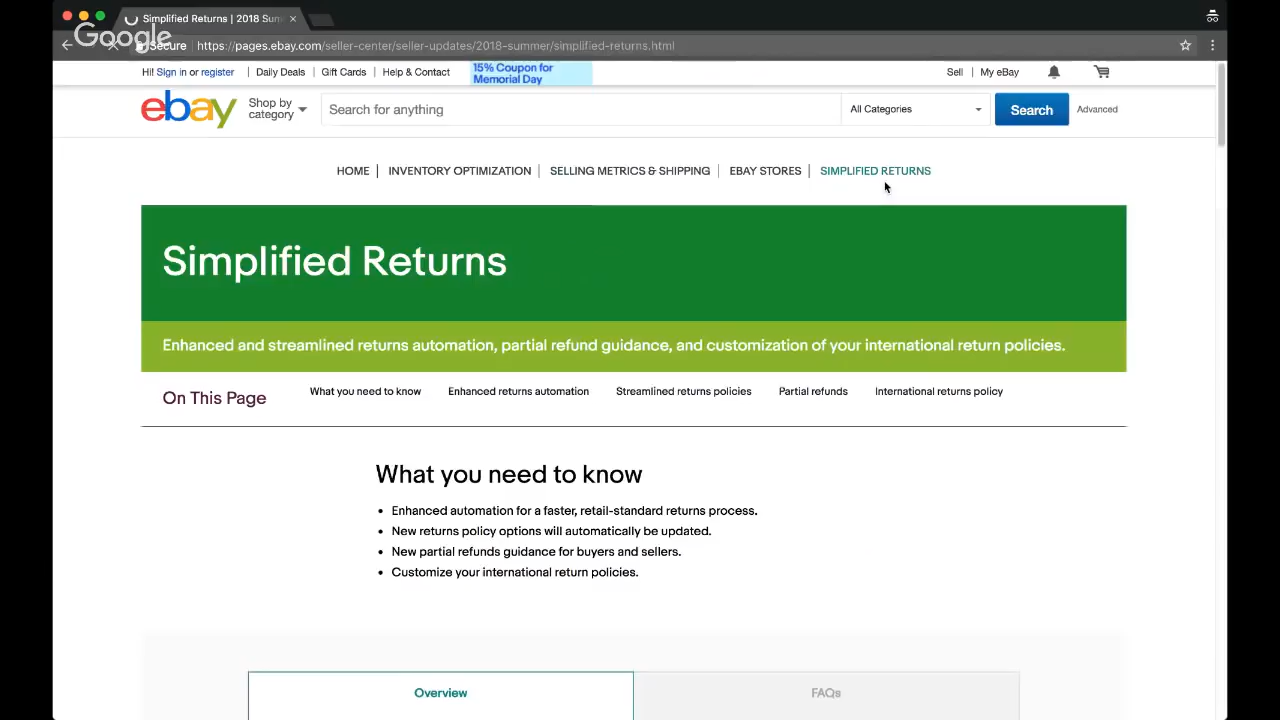 Simplified Returns | 2018 Sum
Google
Secure https://pages.ebay.com/seller-center/seller-updates/2018-summer/simplified-returns.html
Hi! Sign in or register Daily Deals Gift Cards Help & Contact 15% Coupon for Memorial Day Sell My eBay
ebay Shop by category Search for anything All Categories Search Advanced
HOME INVENTORY OPTIMIZATION SELLING METRICS & SHIPPING EBAY STORES SIMPLIFIED RETURNS
Simplified Returns
Enhanced and streamlined returns automation, partial refund guidance, and customization of your international return policies.
On This Page What you need to know Enhanced returns automation Streamlined returns policies Partial refunds International returns policy
What you need to know
• Enhanced automation for a faster, retail-standard returns process.
• New returns policy options will automatically be updated.
• New partial refunds guidance for buyers and sellers.
• Customize your international return policies.
Overview FAQs